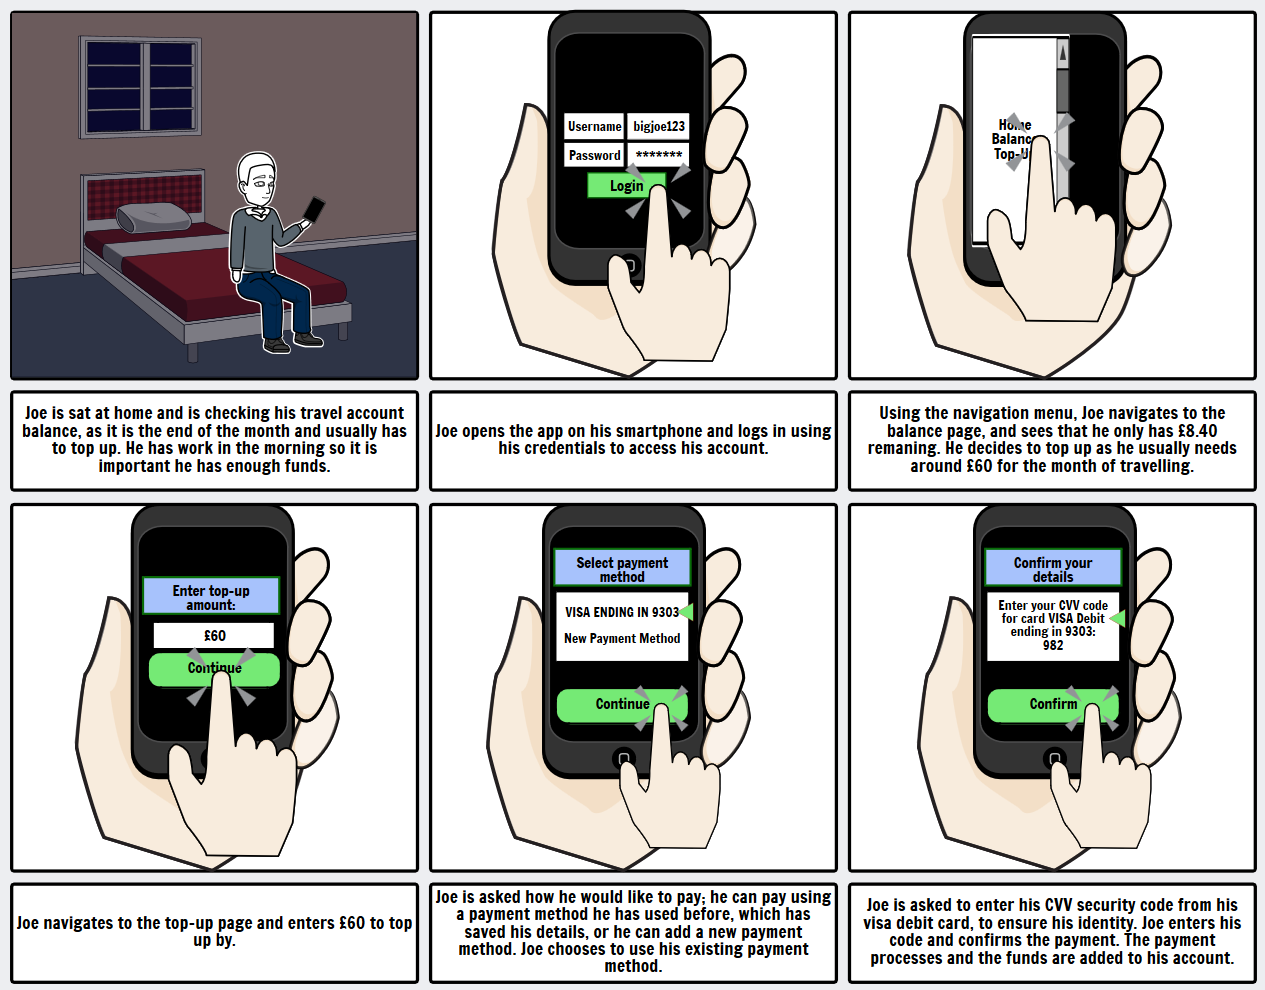 Username
bigjoe123
Password
*******
Login
Home
Balance
Top-Up
Joe is sat at home and is checking his travel account
balance, as it is the end of the month and usually has
to top up. He has work in the morning so it is
important he has enough funds.
Joe opens the app on his smartphone and logs in using
his credentials to access his account.
Using the navigation menu, Joe navigates to the
balance page, and sees that he only has £8.40
remaning. He decides to top up as he usually needs
around £60 for the month of travelling.
Enter top-up
amount:
£60
Continue
Select payment
method
VISA ENDING IN 9303
New Payment Method
Continue
Confirm your
details
Enter your CVV code
for card VISA Debit
ending in 9303:
982
Confirm
Joe navigates to the top-up page and enters £60 to top
up by.
Joe is asked how he would like to pay; he can pay using
a payment method he has used before, which has
saved his details, or he can add a new payment
method. Joe chooses to use his existing payment
method.
Joe is asked to enter his CVV security code from his
visa debit card, to ensure his identity. Joe enters his
code and confirms the payment. The payment
processes and the funds are added to his account.